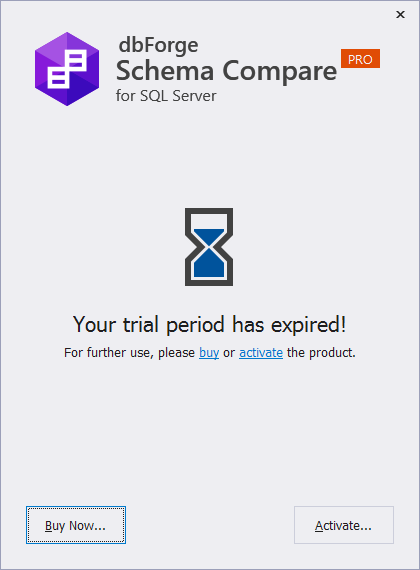 dbForge
Schema Compare PRO
for SQL Server
Your trial period has expired!
For further use, please buy or activate the product.
Buy Now...
Activate...